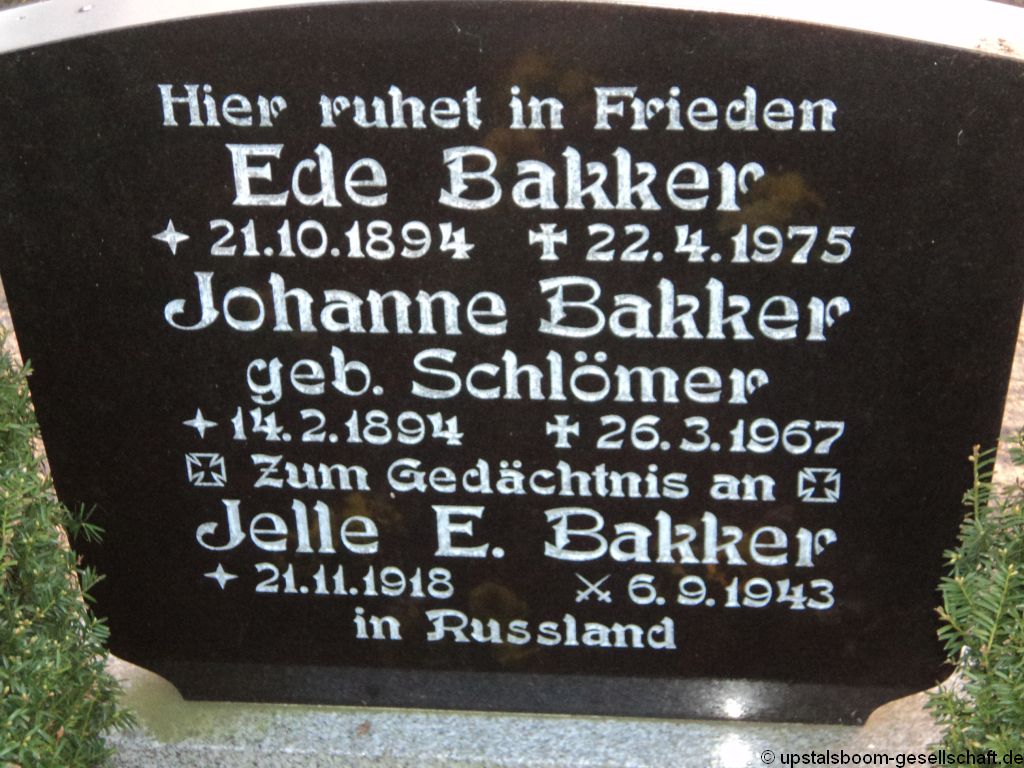 Hier ruhet in Frieden
Ede Bakker
21.10.1894 ✝ 22.4.1975
Johanne Bakker
geb. Schlömer
14.2.1894 ✝ 26.3.1967
Zum Gedächtnis an
Jelle E. Bakker
21.11.1918 ⚔ 6.9.1943
in Russland
© upstalsboom-gesellschaft.de